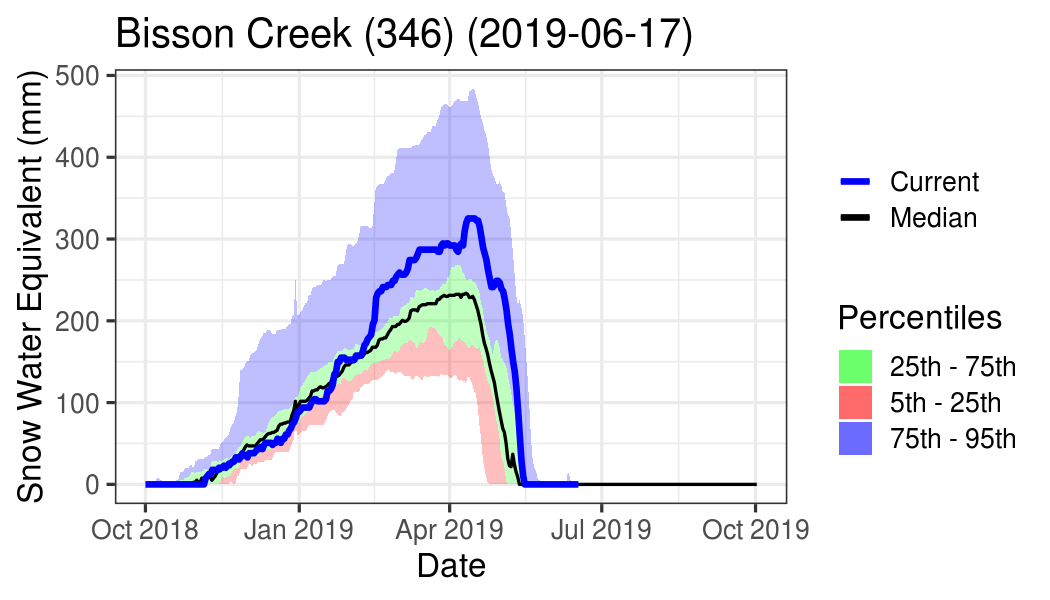 Bisson Creek (346) (2019-06-17)
Snow Water Equivalent (mm)
500
400
300
200
100
0
Oct 2018
Jan 2019
Apr 2019
Jul 2019
Oct 2019
Date
Current
Median
Percentiles
25th - 75th
5th - 25th
75th - 95th